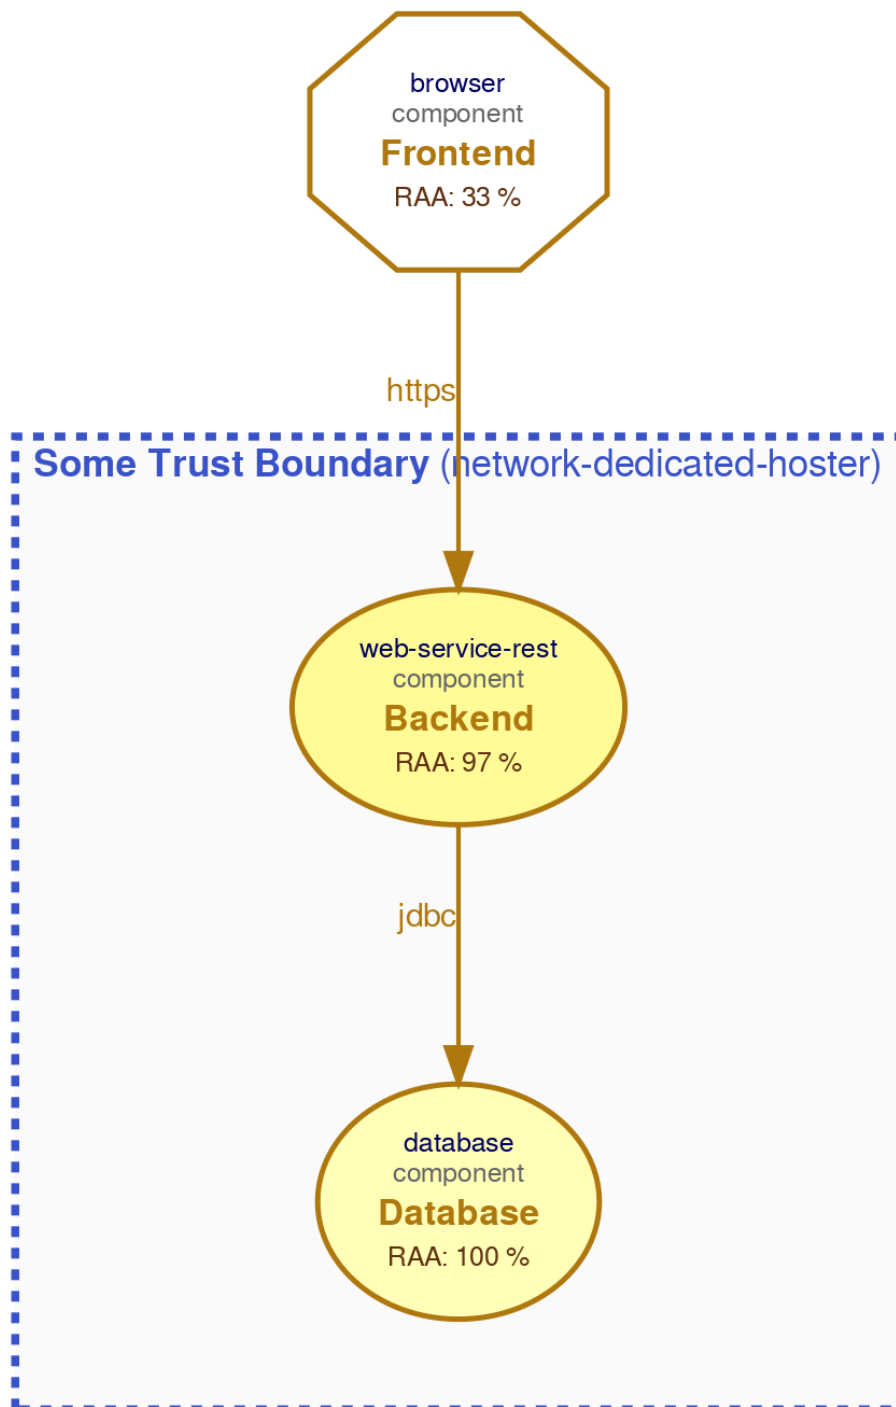 browser
component
Frontend
RAA: 33 %
https
Some Trust Boundary (network-dedicated-hoster)
web-service-rest
component
Backend
RAA: 97 %
jdbc
database
component
Database
RAA: 100 %